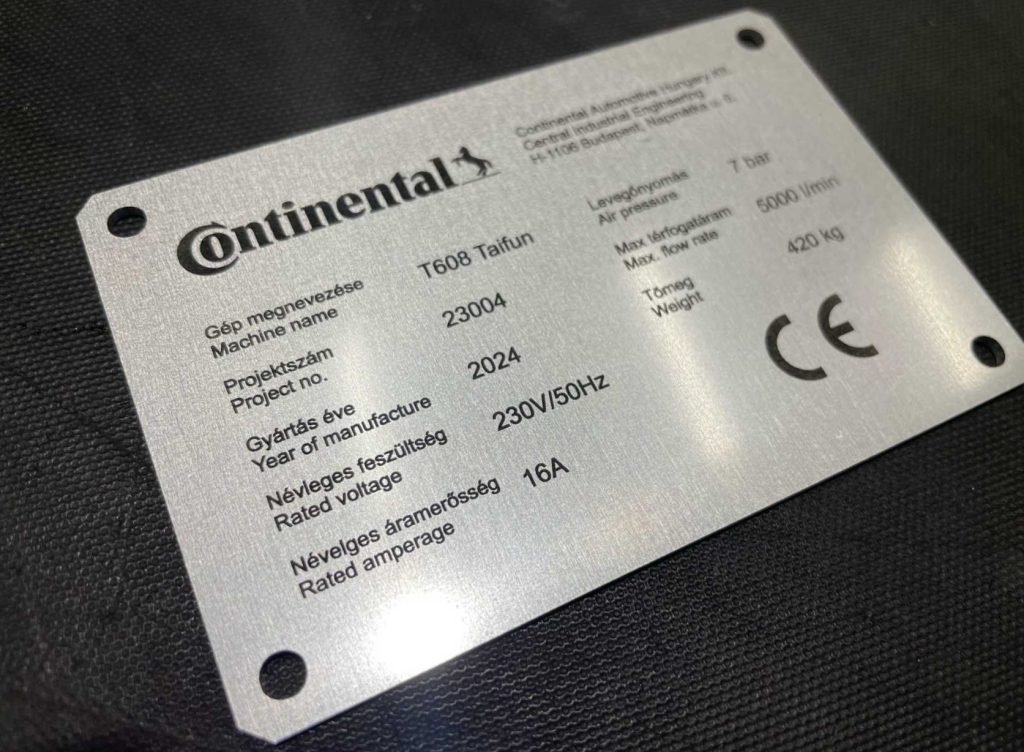 Continental
Continental Automotive Hungary Kft.
Central Industrial Engineering
H-1106 Budapest, Napmátka u. 6.
Gép megnevezése
Machine name
T608 Taifun
Projektszám
Project no.
23004
Gyártás éve
Year of manufacture
2024
Névleges feszültség
Rated voltage
230V/50Hz
Névelges áramerősség
Rated amperage
16A
Levegőnyomás
Air pressure
7 bar
Max térfogatáram
Max. flow rate
5000 l/min
Tömeg
Weight
420 kg
CE